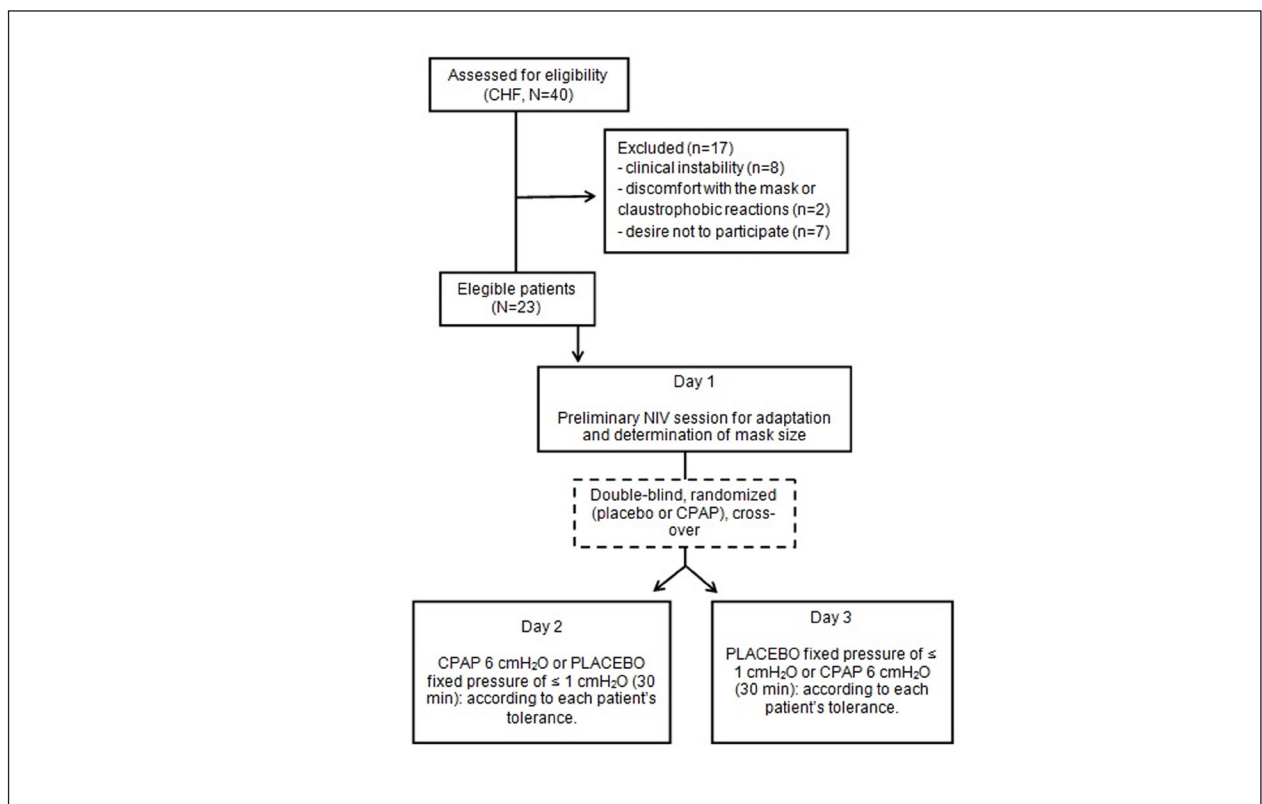 Assessed for eligibility
(CHF, N=40)
Excluded (n=17)
- clinical instability (n=8)
- discomfort with the mask or
claustrophobic reactions (n=2)
- desire not to participate (n=7)
Elegible patients
(N=23)
Day 1
Preliminary NIV session for adaptation
and determination of mask size
Double-blind, randomized
(placebo or CPAP), cross-
over
Day 2
CPAP 6 cmH₂O or PLACEBO
fixed pressure of ≤ 1 cmH₂O (30
min): according to each patient's
tolerance.
Day 3
PLACEBO fixed pressure of ≤
1 cmH₂O or CPAP 6 cmH₂O
(30 min): according to each
patient's tolerance.